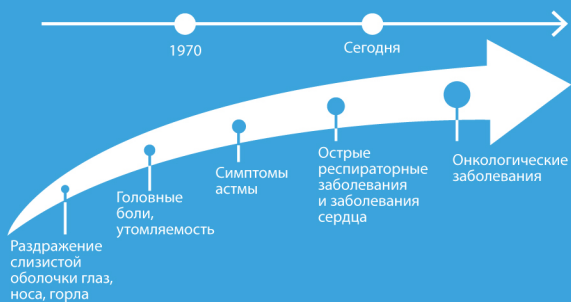 1970
Сегодня
Раздражение
слизистой
оболочки глаз,
носа, горла
Головные
боли,
утомляемость
Симптомы
астмы
Острые
респираторные
заболевания
и заболевания
сердца
Онкологические
заболевания